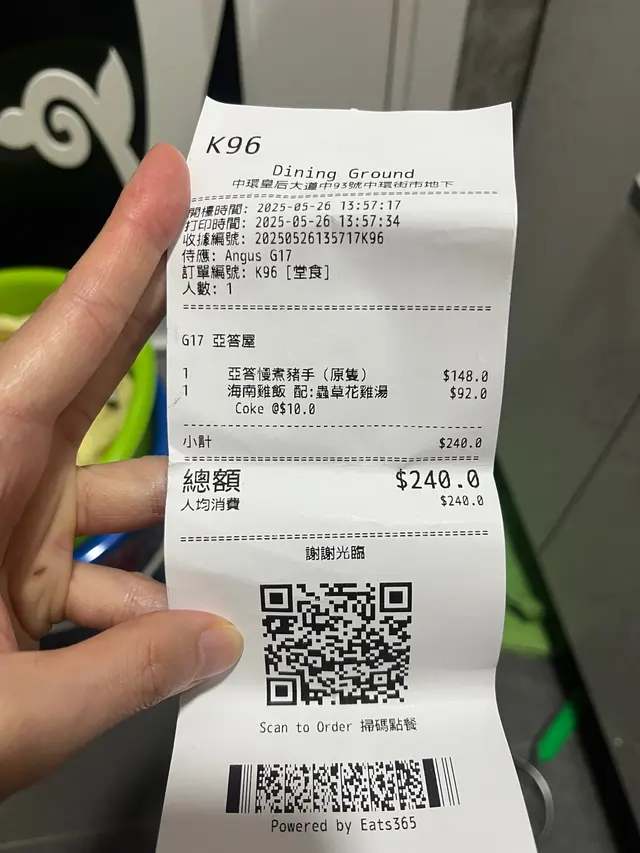 K96
Dining Ground
中環皇后大道中93號中環街市地下
開檯時間: 2025-05-26 13:57:17
打印時間: 2025-05-26 13:57:34
收據編號: 20250526135717K96
侍應: Angus G17
訂單編號: K96 [堂食]
人數: 1
G17 亞答屋
1 亞答慢煮豬手 (原隻) $148.0
1 海南雞飯 配:蟲草花雞湯 $92.0
Coke @$10.0
小計 $240.0
總額 $240.0
人均消費 $240.0
謝謝光臨
Scan to Order 掃碼點餐
Powered by Eats365